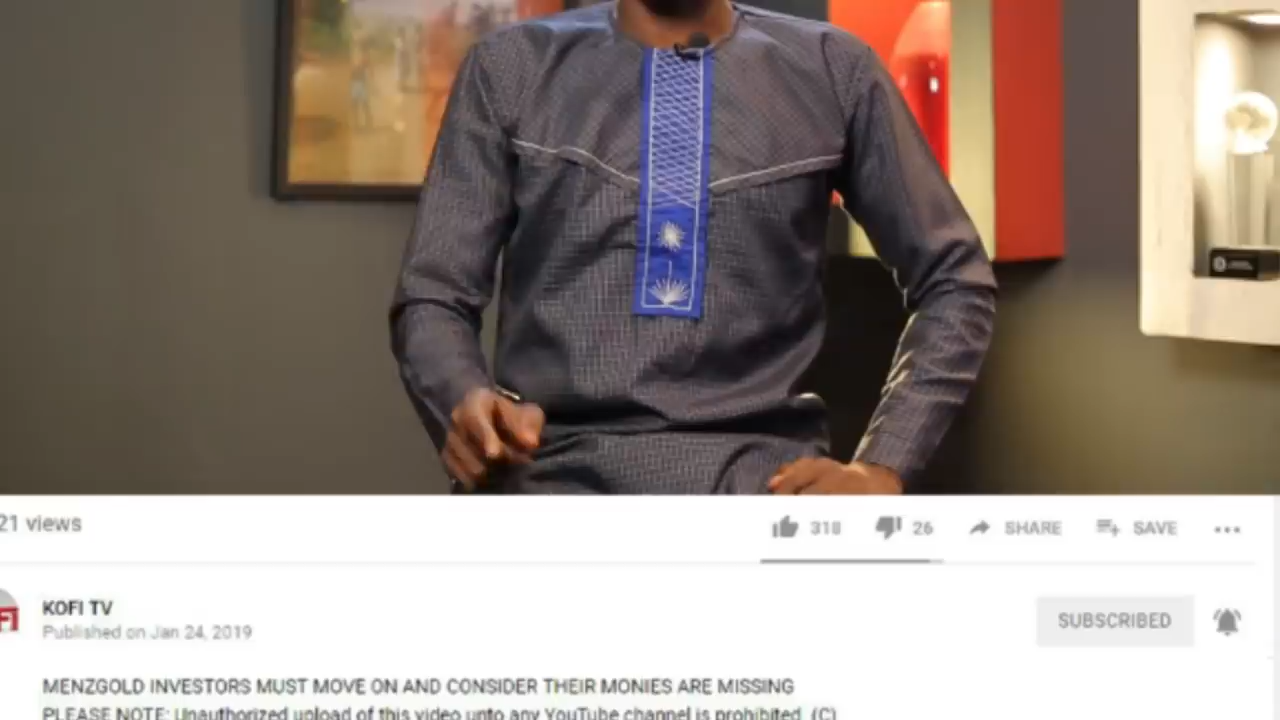 21 views
318
26
SHARE
SAVE
FI
KOFI TV
SUBSCRIBED
Published on Jan 24, 2019
MENZGOLD INVESTORS MUST MOVE ON AND CONSIDER THEIR MONIES ARE MISSING
PLEASE NOTE: Unauthorized upload of this video unto any YouTube channel is prohibited. (C)